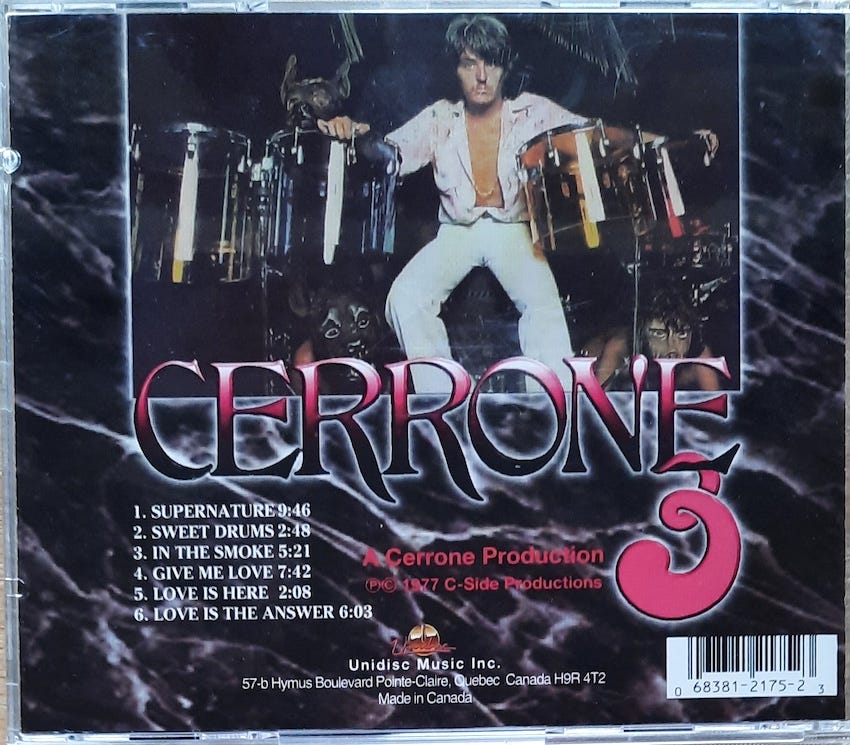 CERRONE
3
1. SUPERNATURE 9:46
2. SWEET DRUMS 2:48
3. IN THE SMOKE 5:21
4. GIVE ME LOVE 7:42
5. LOVE IS HERE 2:08
6. LOVE IS THE ANSWER 6:03
A Cerrone Production
℗© 1977 C-Side Productions
Unidisc
Unidisc Music Inc.
57-b Hymus Boulevard Pointe-Claire, Quebec Canada H9R 4T2
Made in Canada
0 68381-2175-2 3